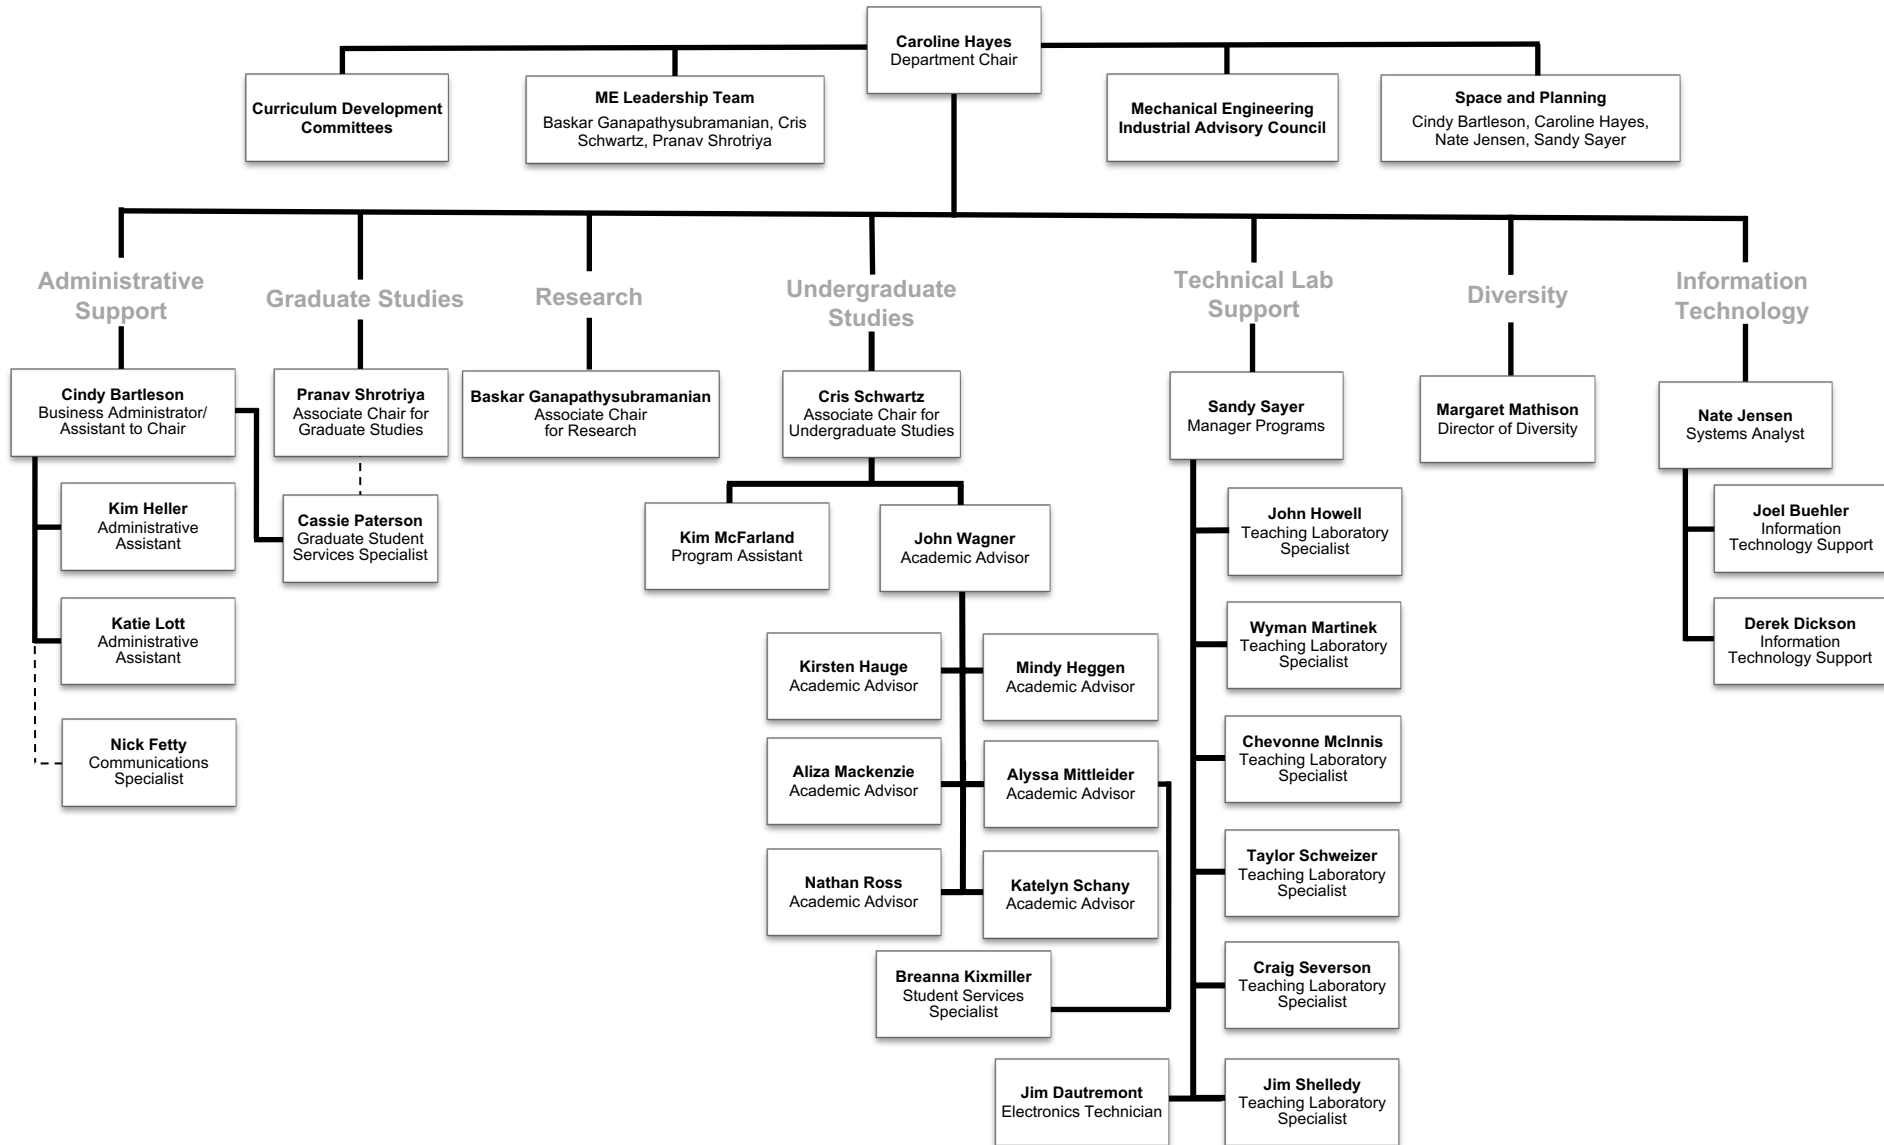 Caroline Hayes
Department Chair
Curriculum Development
Committees
ME Leadership Team
Baskar Ganapathysubramanian, Cris
Schwartz, Pranav Shrotriya
Mechanical Engineering
Industrial Advisory Council
Space and Planning
Cindy Bartleson, Caroline Hayes,
Nate Jensen, Sandy Sayer
Administrative
Support
Graduate Studies
Research
Undergraduate
Studies
Technical Lab
Support
Diversity
Information
Technology
Cindy Bartleson
Business Administrator/
Assistant to Chair
Pranav Shrotriya
Associate Chair for
Graduate Studies
Baskar Ganapathysubramanian
Associate Chair
for Research
Cris Schwartz
Associate Chair for
Undergraduate Studies
Sandy Sayer
Manager Programs
Margaret Mathison
Director of Diversity
Nate Jensen
Systems Analyst
Kim Heller
Administrative
Assistant
Cassie Paterson
Graduate Student
Services Specialist
Katie Lott
Administrative
Assistant
Nick Fetty
Communications
Specialist
Kim McFarland
Program Assistant
John Wagner
Academic Advisor
Kirsten Hauge
Academic Advisor
Mindy Heggen
Academic Advisor
Aliza Mackenzie
Academic Advisor
Alyssa Mittleider
Academic Advisor
Nathan Ross
Academic Advisor
Katelyn Schany
Academic Advisor
Breanna Kixmiller
Student Services
Specialist
John Howell
Teaching Laboratory
Specialist
Wyman Martinek
Teaching Laboratory
Specialist
Chevonne McInnis
Teaching Laboratory
Specialist
Taylor Schweizer
Teaching Laboratory
Specialist
Craig Severson
Teaching Laboratory
Specialist
Jim Dautremont
Electronics Technician
Jim Shelledy
Teaching Laboratory
Specialist
Joel Buehler
Information
Technology Support
Derek Dickson
Information
Technology Support